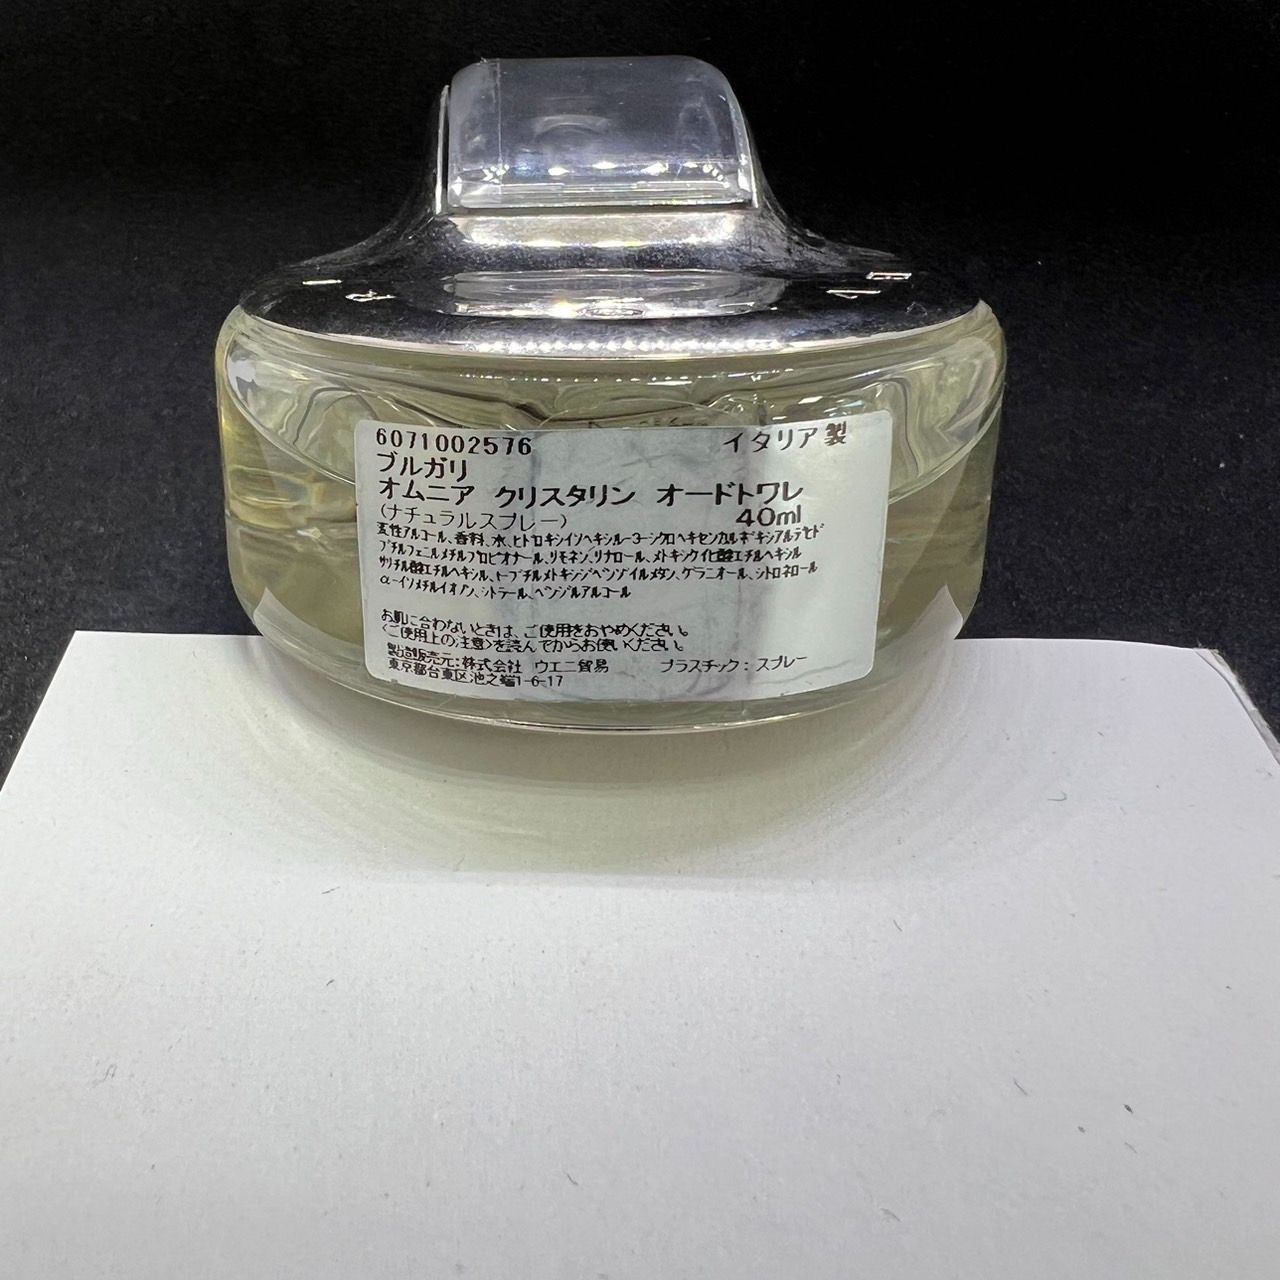 6071002576 イタリア製
ブルガリ
オムニア クリスタリン オードトワレ
(ナチュラルスプレー) 40ml
変性アルコール、香料、水、ヒドロキシイソヘキシル-3-シクロヘキセンカルボキシアルデヒド
ブチルフェニルメチルプロピオナール、リモネン、リナロール、メトキシケイヒ酸エチルヘキシル
サリチル酸エチルヘキシル、t-ブチルメトキシジベンゾイルメタン、ゲラニオール、シトロネロール
α-イソメチルイオノン、シトラール、ベンジルアルコール
お肌に合わないときは、ご使用をおやめください。
〈ご使用上の注意〉を読んでからお使いください。
製造販売元:株式会社 ウエニ貿易 プラスチック:スプレー
東京都台東区池之端1-6-17